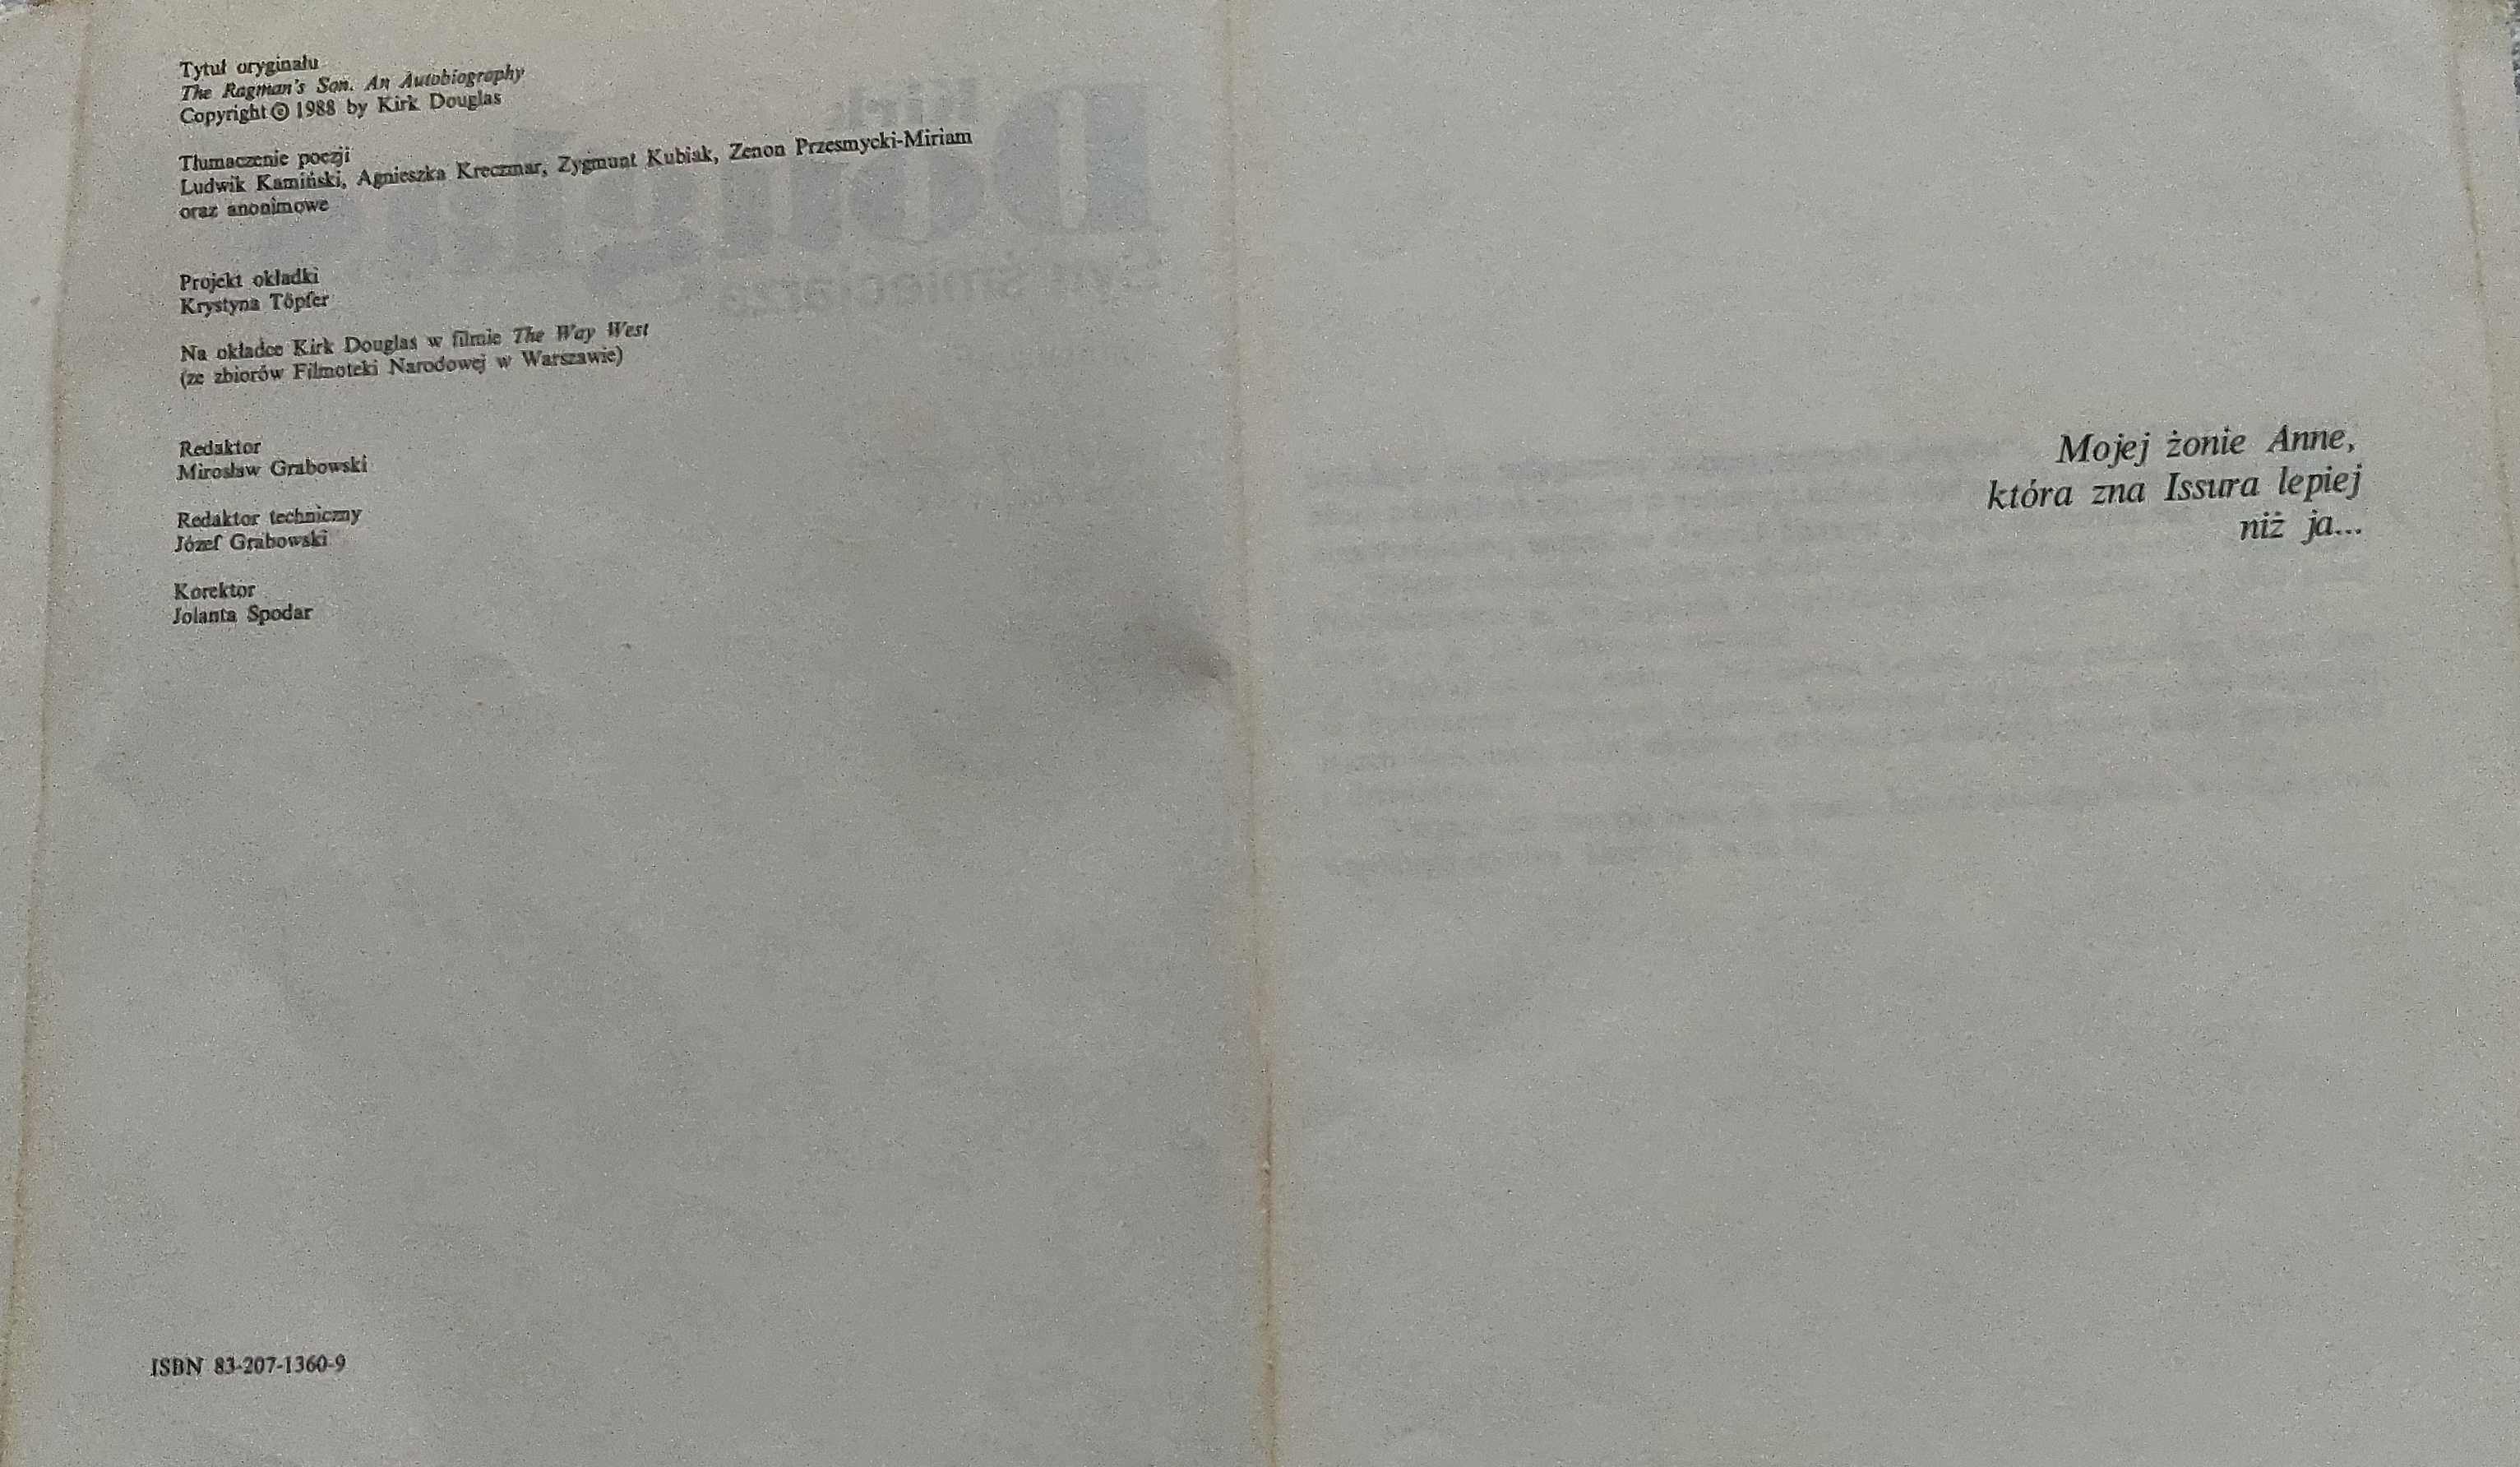 Tytuł oryginału
The Ragman's Son. An Autobiography
Copyright © 1988 by Kirk Douglas
Tłumaczenie poezji
Ludwik Kamiński, Agnieszka Kreczmar, Zygmunt Kubiak, Zenon Przesmycki-Miriam
oraz anonimowe
Projekt okładki
Krystyna Töpfer
Na okładce Kirk Douglas w filmie The Way West
(ze zbiorów Filmoteki Narodowej w Warszawie)
Redaktor
Mirosław Grabowski
Redaktor techniczny
Józef Grabowski
Korektor
Jolanta Spodar
ISBN 83-207-1360-9
Mojej żonie Anne,
która zna Issura lepiej
niż ja...